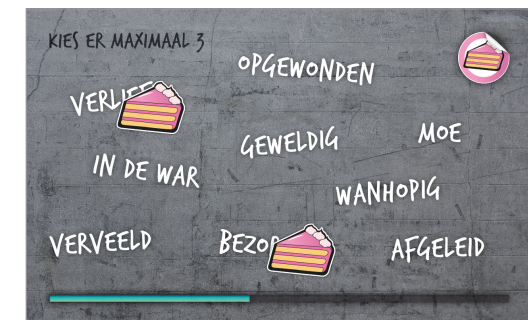 KIES ER MAXIMAAL 3
OPGEWONDEN
GEWELDIG
MOE
IN DE WAR
WANHOPIG
VERVEELD
AFGELEID